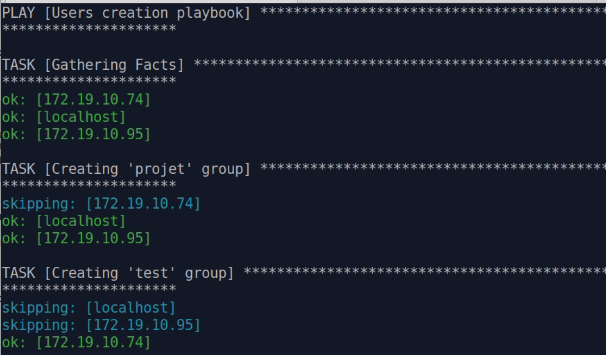 PLAY [Users creation playbook] ******************************************
*********************
TASK [Gathering Facts] **************************************************
*********************
ok: [172.19.10.74]
ok: [localhost]
ok: [172.19.10.95]
TASK [Creating 'projet' group] ******************************************
*********************
skipping: [172.19.10.74]
ok: [localhost]
ok: [172.19.10.95]
TASK [Creating 'test' group] ********************************************
*********************
skipping: [localhost]
skipping: [172.19.10.95]
ok: [172.19.10.74]